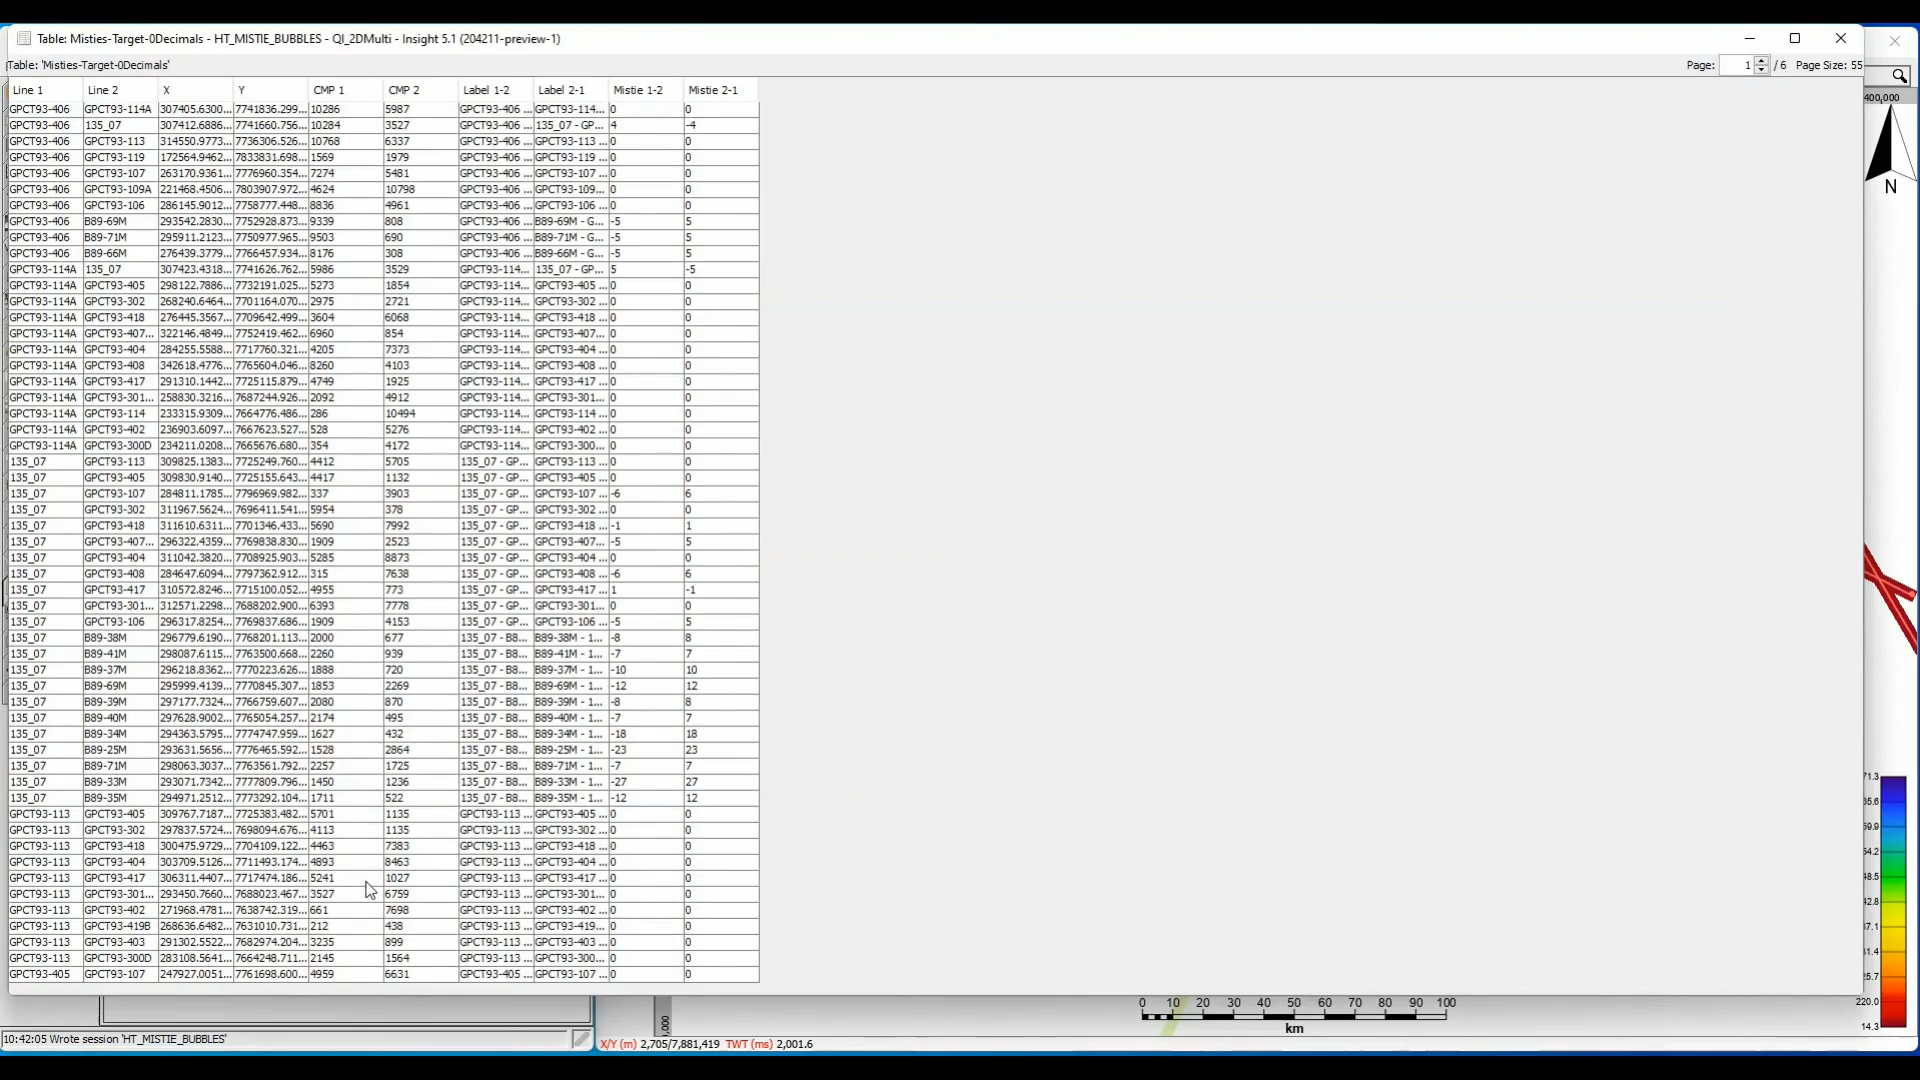 Table: Misties-Target-0Decimals - HT_MISTIE_BUBBLES - QI_2DMulti - Insight 5.1 (204211-preview-1)
Table: 'Misties-Target-0Decimals' Page: 1 / 6 Page Size: 55
Line 1 Line 2 X Y CMP 1 CMP 2 Label 1-2 Label 2-1 Mistie 1-2 Mistie 2-1
GPCT93-406 GPCT93-114A 307405.6300... 7741836.299... 10286 5987 GPCT93-406 ... GPCT93-114... 0 0
GPCT93-406 135_07 307412.6886... 7741660.756... 10284 3527 GPCT93-406 ... 135_07 - GP... 4 -4
GPCT93-406 GPCT93-113 314550.9773... 7736306.526... 10768 6337 GPCT93-406 ... GPCT93-113 ... 0 0
GPCT93-406 GPCT93-119 172564.9462... 7833831.698... 1569 1979 GPCT93-406 ... GPCT93-119 ... 0 0
GPCT93-406 GPCT93-107 263170.9361... 7776960.354... 7274 5481 GPCT93-406 ... GPCT93-107 ... 0 0
GPCT93-406 GPCT93-109A 221468.4506... 7803907.972... 4624 10798 GPCT93-406 ... GPCT93-109... 0 0
GPCT93-406 GPCT93-106 286145.9012... 7758777.448... 8836 4961 GPCT93-406 ... GPCT93-106 ... 0 0
GPCT93-406 B89-69M 293542.2830... 7752928.873... 9339 808 GPCT93-406 ... B89-69M - G... -5 5
GPCT93-406 B89-71M 295911.2123... 7750977.965... 9503 690 GPCT93-406 ... B89-71M - G... -5 5
GPCT93-406 B89-66M 276439.3779... 7766457.934... 8176 308 GPCT93-406 ... B89-66M - G... -5 5
GPCT93-114A 135_07 307423.4318... 7741626.762... 5986 3529 GPCT93-114... 135_07 - GP... 5 -5
GPCT93-114A GPCT93-405 298122.7886... 7732191.025... 5273 1854 GPCT93-114... GPCT93-405 ... 0 0
GPCT93-114A GPCT93-302 268240.6464... 7701164.070... 2975 2721 GPCT93-114... GPCT93-302 ... 0 0
GPCT93-114A GPCT93-418 276445.3567... 7709642.499... 3604 6068 GPCT93-114... GPCT93-418 ... 0 0
GPCT93-114A GPCT93-407... 322146.4849... 7752419.462... 6960 854 GPCT93-114... GPCT93-407... 0 0
GPCT93-114A GPCT93-404 284255.5588... 7717760.321... 4205 7373 GPCT93-114... GPCT93-404 ... 0 0
GPCT93-114A GPCT93-408 342618.4776... 7765604.046... 8260 4103 GPCT93-114... GPCT93-408 ... 0 0
GPCT93-114A GPCT93-417 291310.1442... 7725115.879... 4749 1925 GPCT93-114... GPCT93-417 ... 0 0
GPCT93-114A GPCT93-301... 258830.3216... 7687244.926... 2092 4912 GPCT93-114... GPCT93-301... 0 0
GPCT93-114A GPCT93-114 233315.9309... 7664776.486... 286 10494 GPCT93-114... GPCT93-114 ... 0 0
GPCT93-114A GPCT93-402 236903.6097... 7667623.527... 528 5276 GPCT93-114... GPCT93-402 ... 0 0
GPCT93-114A GPCT93-300D 234211.0208... 7665676.680... 354 4172 GPCT93-114... GPCT93-300... 0 0
135_07 GPCT93-113 309825.1383... 7725249.760... 4412 5705 135_07 - GP... GPCT93-113 ... 0 0
135_07 GPCT93-405 309830.9140... 7725155.643... 4417 1132 135_07 - GP... GPCT93-405 ... 0 0
135_07 GPCT93-107 284811.1785... 7796969.982... 337 3903 135_07 - GP... GPCT93-107 ... -6 6
135_07 GPCT93-302 311967.5624... 7696411.541... 5954 378 135_07 - GP... GPCT93-302 ... 0 0
135_07 GPCT93-418 311610.6311... 7701346.433... 5690 7992 135_07 - GP... GPCT93-418 ... -1 1
135_07 GPCT93-407... 296322.4359... 7769838.830... 1909 2523 135_07 - GP... GPCT93-407... -5 5
135_07 GPCT93-404 311042.3820... 7708925.903... 5285 8873 135_07 - GP... GPCT93-404 ... 0 0
135_07 GPCT93-408 284647.6094... 7797362.912... 315 7638 135_07 - GP... GPCT93-408 ... -6 6
135_07 GPCT93-417 310572.8246... 7715100.052... 4955 773 135_07 - GP... GPCT93-417 ... 1 -1
135_07 GPCT93-301... 312571.2298... 7688202.900... 6393 7778 135_07 - GP... GPCT93-301... 0 0
135_07 GPCT93-106 296317.8254... 7769837.686... 1909 4153 135_07 - GP... GPCT93-106 ... -5 5
135_07 B89-38M 296779.6190... 7768201.113... 2000 677 135_07 - B8... B89-38M - 1... -8 8
135_07 B89-41M 298087.6115... 7763500.668... 2260 939 135_07 - B8... B89-41M - 1... -7 7
135_07 B89-37M 296218.8362... 7770223.626... 1888 720 135_07 - B8... B89-37M - 1... -10 10
135_07 B89-69M 295999.4139... 7770845.307... 1853 2269 135_07 - B8... B89-69M - 1... -12 12
135_07 B89-39M 297177.7324... 7766759.607... 2080 870 135_07 - B8... B89-39M - 1... -8 8
135_07 B89-40M 297628.9002... 7765054.257... 2174 495 135_07 - B8... B89-40M - 1... -7 7
135_07 B89-34M 294363.5795... 7774747.959... 1627 432 135_07 - B8... B89-34M - 1... -18 18
135_07 B89-25M 293631.5656... 7776465.592... 1528 2864 135_07 - B8... B89-25M - 1... -23 23
135_07 B89-71M 298063.3037... 7763561.792... 2257 1725 135_07 - B8... B89-71M - 1... -7 7
135_07 B89-33M 293071.7342... 7777809.796... 1450 1236 135_07 - B8... B89-33M - 1... -27 27
135_07 B89-35M 294971.2512... 7773292.104... 1711 522 135_07 - B8... B89-35M - 1... -12 12
GPCT93-113 GPCT93-405 309767.7187... 7725383.482... 5701 1135 GPCT93-113 ... GPCT93-405 ... 0 0
GPCT93-113 GPCT93-302 297837.5724... 7698094.676... 4113 1135 GPCT93-113 ... GPCT93-302 ... 0 0
GPCT93-113 GPCT93-418 300475.9729... 7704109.122... 4463 7383 GPCT93-113 ... GPCT93-418 ... 0 0
GPCT93-113 GPCT93-404 303709.5126... 7711493.174... 4893 8463 GPCT93-113 ... GPCT93-404 ... 0 0
GPCT93-113 GPCT93-417 306311.4407... 7717474.186... 5241 1027 GPCT93-113 ... GPCT93-417 ... 0 0
GPCT93-113 GPCT93-301... 293450.7660... 7688023.467... 3527 6759 GPCT93-113 ... GPCT93-301... 0 0
GPCT93-113 GPCT93-402 271968.4781... 7638742.319... 661 7698 GPCT93-113 ... GPCT93-402 ... 0 0
GPCT93-113 GPCT93-419B 268636.6482... 7631010.731... 212 438 GPCT93-113 ... GPCT93-419... 0 0
GPCT93-113 GPCT93-403 291302.5522... 7682974.204... 3235 899 GPCT93-113 ... GPCT93-403 ... 0 0
GPCT93-113 GPCT93-300D 283108.5641... 7664248.711... 2145 1564 GPCT93-113 ... GPCT93-300... 0 0
GPCT93-405 GPCT93-107 247927.0051... 7761698.600... 4959 6631 GPCT93-405 ... GPCT93-107 ... 0 0
400,000
N
71.3
65.6
59.9
54.2
48.5
42.8
37.1
31.4
25.7
220.0
14.3
,000
0 10 20 30 40 50 60 70 80 90 100
km
10:42:05 Wrote session 'HT_MISTIE_BUBBLES'
X/Y (m) 2,705/7,881,419 TWT (ms) 2,001.6